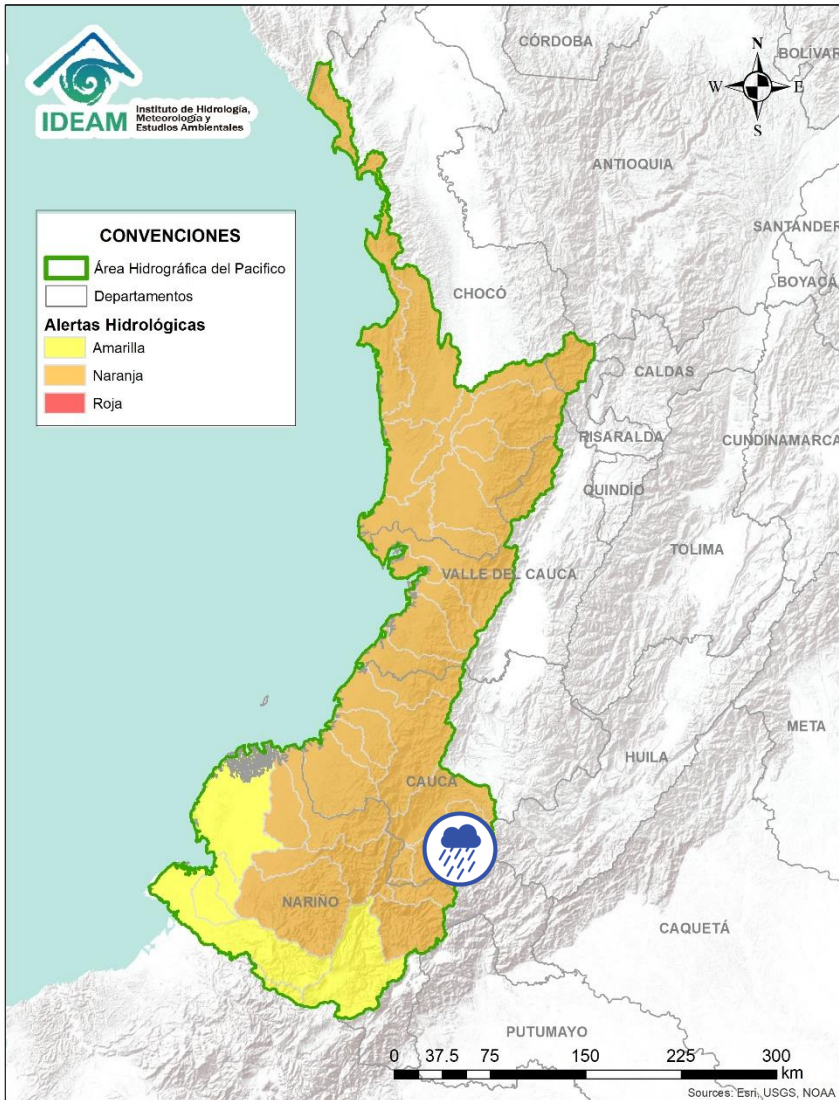 IDEAM
Instituto de Hidrología,
Meteorología y
Estudios Ambientales
CÓRDOBA
BOLÍVAR
N
W
E
S
ANTIOQUIA
SANTANDER
BOYACÁ
CONVENCIONES
Área Hidrográfica del Pacifico
Departamentos
Alertas Hidrológicas
Amarilla
Naranja
Roja
CHOCÓ
CALDAS
RISARALDA
CUNDINAMARCA
QUINDÍO
TOLIMA
VALLE DEL CAUCA
META
HUILA
CAUCA
NARIÑO
CAQUETÁ
PUTUMAYO
0 37.5 75 150 225 300
km
Sources: Esri, USGS, NOAA